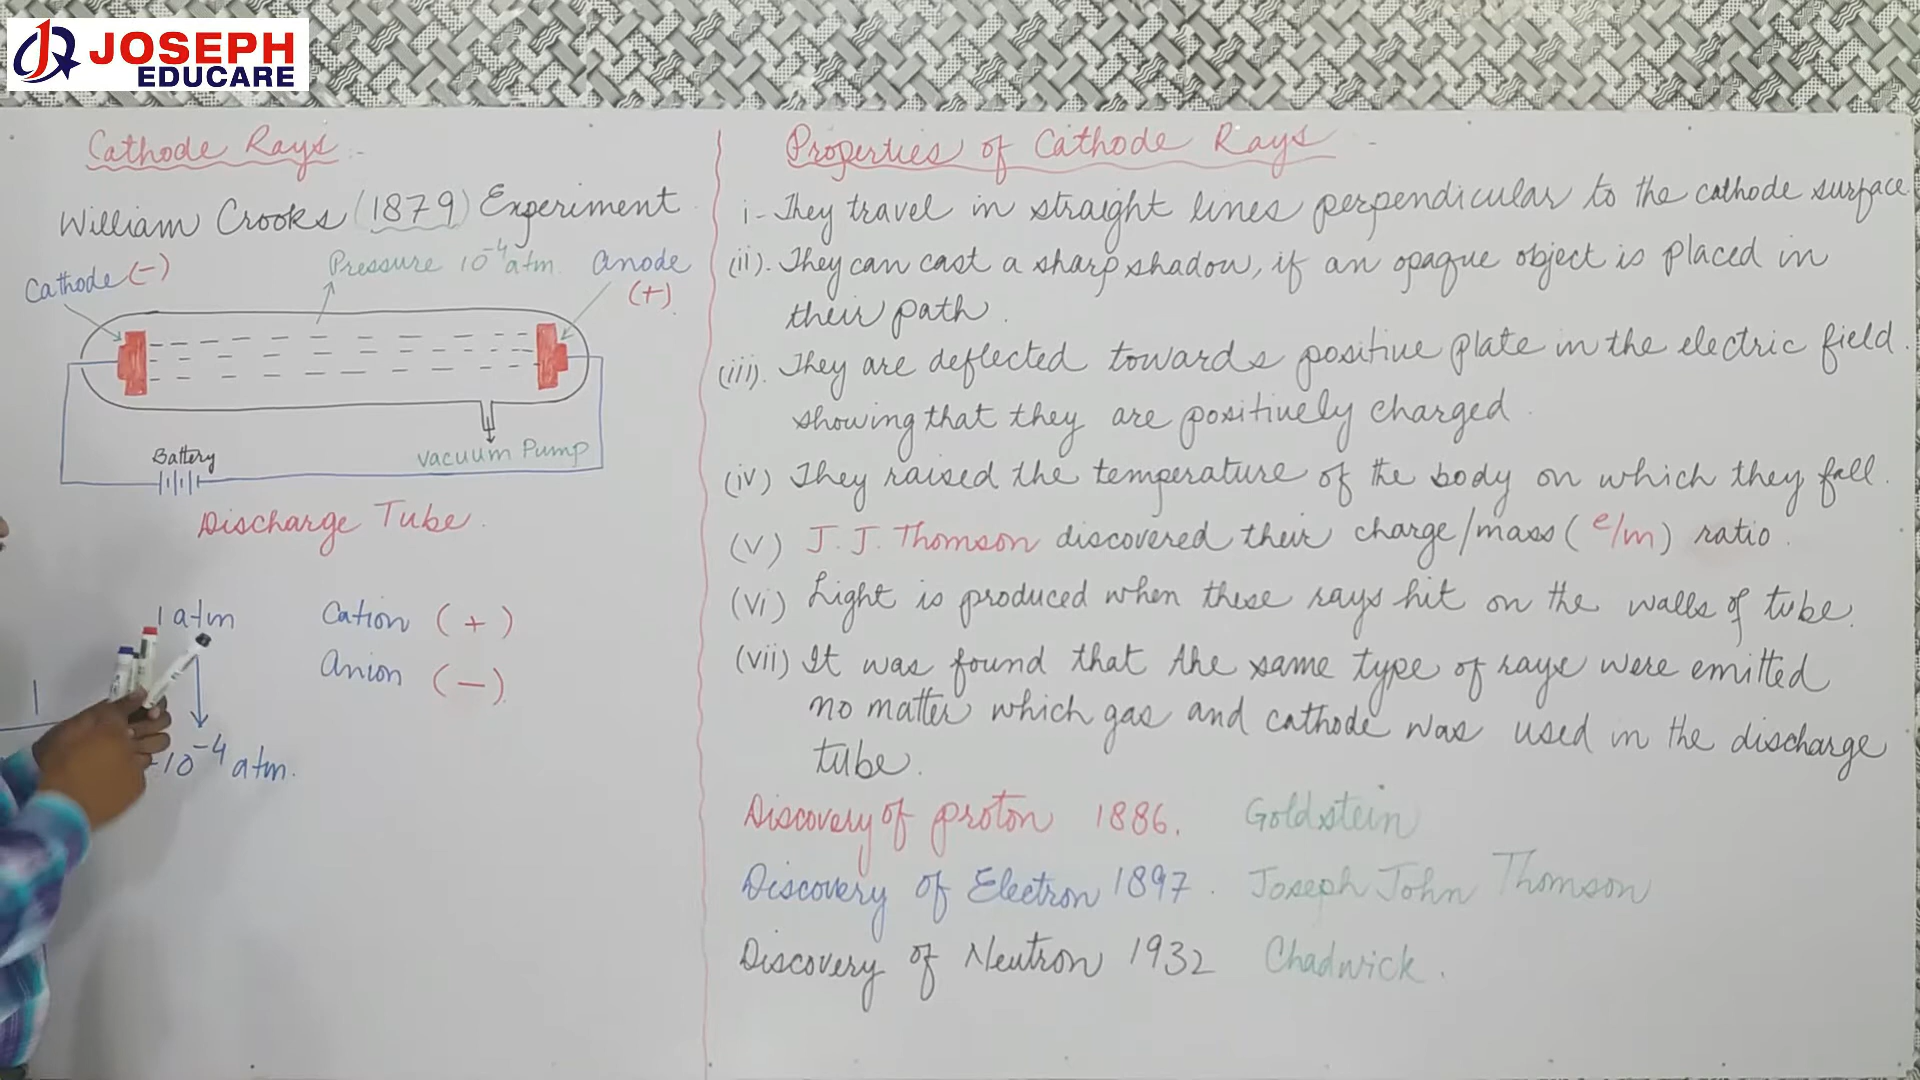 JOSEPH
EDUCARE
Cathode Rays :-
William Crooks (1879) Experiment
Cathode (-)
Pressure 10⁻⁴ atm.
Anode
(+)
Battery
Vacuum Pump
Discharge Tube.
1 atm
10⁻⁴ atm.
Cation (+)
Anion (-)
Properties of Cathode Rays -
i- They travel in straight lines perpendicular to the cathode surface
(ii). They can cast a sharp shadow, if an opaque object is placed in
their path.
(iii). They are deflected towards positive plate in the electric field.
showing that they are positively charged.
(iv) They raised the temperature of the body on which they fall.
(v) J. J. Thomson discovered their charge/mass (e/m) ratio.
(vi) Light is produced when these rays hit on the walls of tube.
(vii) It was found that the same type of rays were emitted
no matter which gas and cathode was used in the discharge
tube.
Discovery of proton 1886. Goldstein
Discovery of Electron 1897. Joseph John Thomson
Discovery of Neutron 1932 Chadwick.